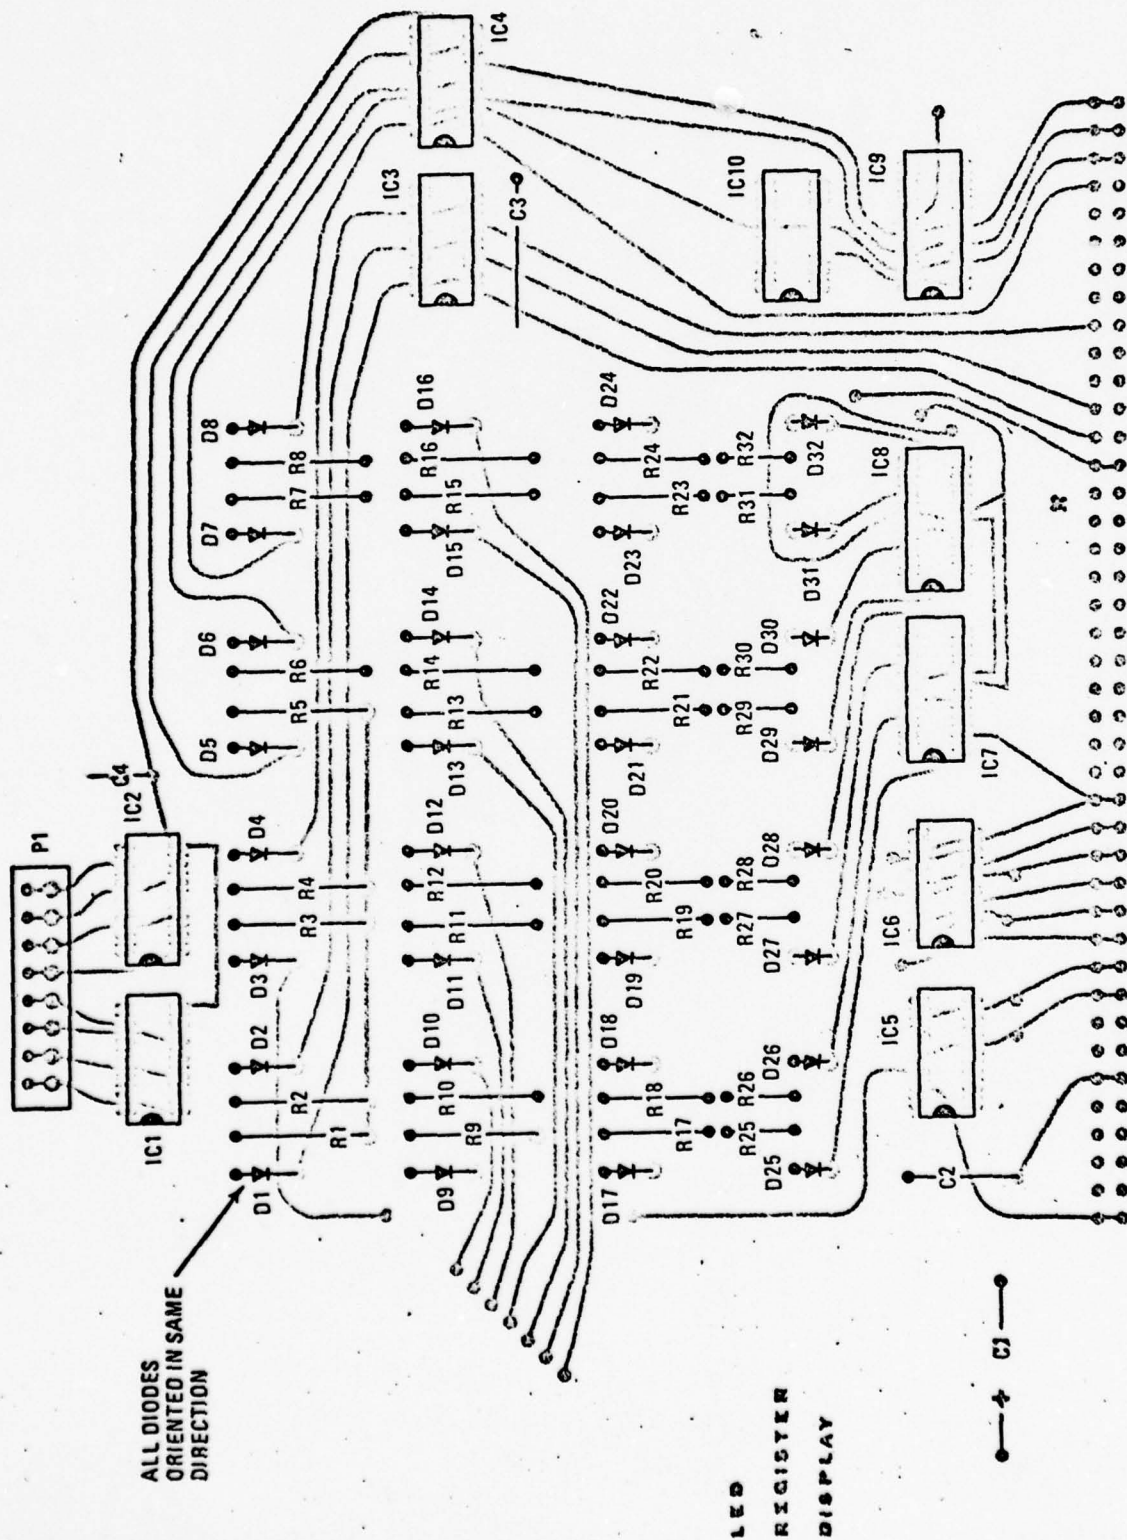 ALL DIODES
ORIENTED IN SAME
DIRECTION
P1
IC1
IC2
C4
D1
R1
R2
D2
D3
R3
R4
D4
D5
R5
R6
D6
D7
R7
R8
D8
IC3
IC4
D9
R9
R10
D10
D11
R11
R12
D12
D13
R13
R14
D14
D15
R15
R16
D16
C3
D17
R17
R18
D18
D19
R19
R20
D20
D21
R21
R22
D22
D23
R23
R24
D24
IC10
D25
R25
R26
D26
D27
R27
R28
D28
D29
R29
R30
D30
D31
R31
R32
D32
C2
IC5
IC6
IC7
IC8
IC9
LED
REGISTER
DISPLAY
+ C1